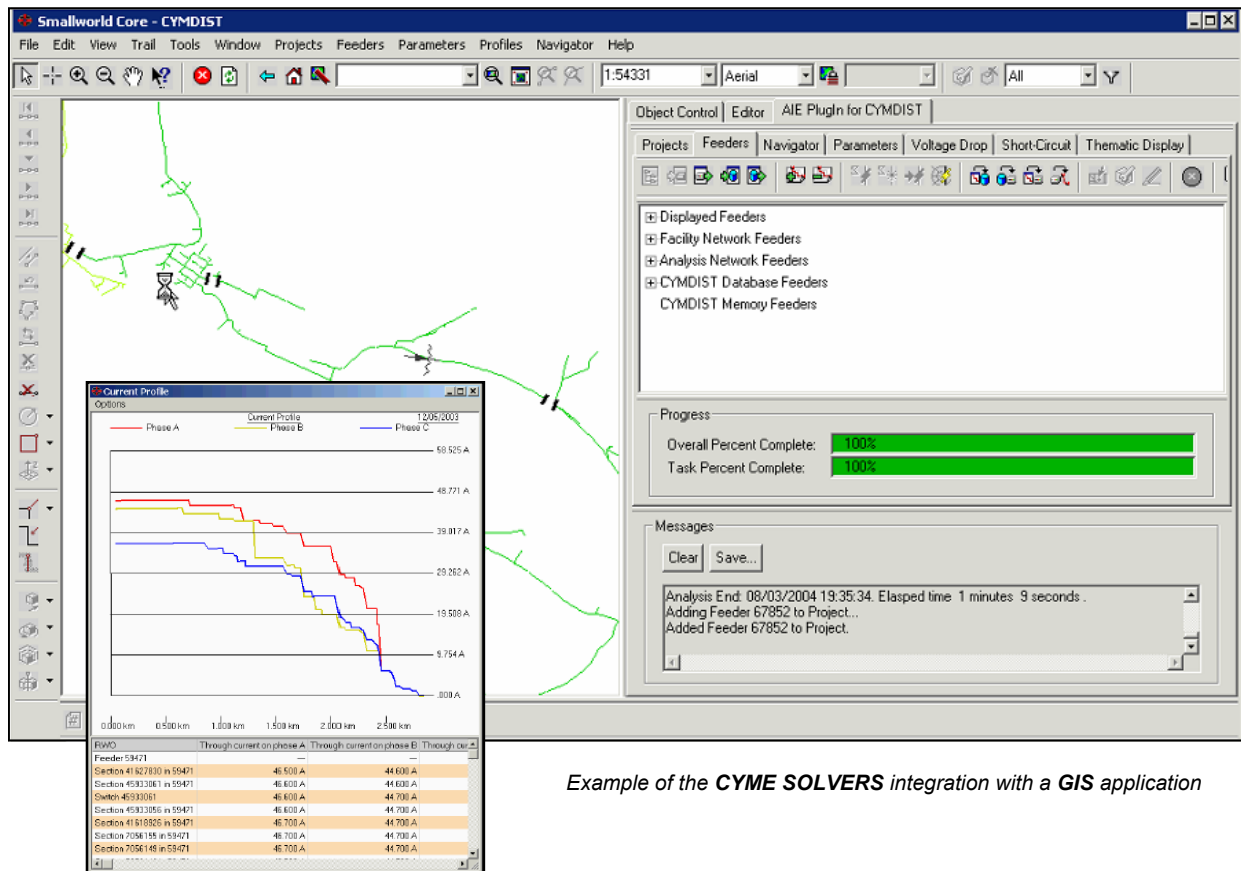 Smallworld Core - CYMDIST
File Edit View Trail Tools Window Projects Feeders Parameters Profiles Navigator Help
1:54331 Aerial All
Object Control Editor AIE PlugIn for CYMDIST
Projects Feeders Navigator Parameters Voltage Drop Short-Circuit Thematic Display
Displayed Feeders
Facility Network Feeders
Analysis Network Feeders
CYMDIST Database Feeders
CYMDIST Memory Feeders
Progress
Overall Percent Complete: 100%
Task Percent Complete: 100%
Messages
Clear Save...
Analysis End: 08/03/2004 19:35:34. Elasped time 1 minutes 9 seconds .
Adding Feeder 67852 to Project...
Added Feeder 67852 to Project.
Current Profile
Options
Current Profile 12/05/2003
Phase A Phase B Phase C
58.525 A
48.771 A
39.017 A
29.262 A
19.508 A
9.754 A
.000 A
0.000 km 0.500 km 1.000 km 1.500 km 2.000 km 2.500 km
RWO Through current on phase A Through current on phase B Through cur
Feeder 59471 — —
Section 41627830 in 59471 46.500 A 44.600 A
Section 45933061 in 59471 46.600 A 44.600 A
Switch 45933061 46.600 A 44.700 A
Section 45933056 in 59471 46.600 A 44.700 A
Section 41618926 in 59471 46.700 A 44.700 A
Section 7056155 in 59471 46.700 A 44.700 A
Section 7056149 in 59471 46.700 A 44.700 A
Example of the CYME SOLVERS integration with a GIS application